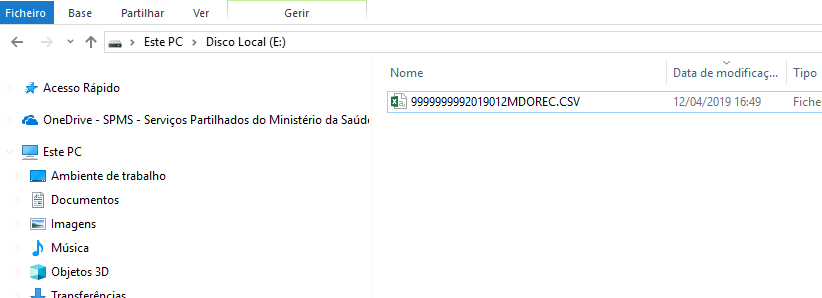 Ficheiro Base Partilhar Ver Gerir
Este PC Disco Local (E:)
Nome Data de modificaç... Tipo
Acesso Rápido
9999999992019012MDOREC.CSV 12/04/2019 16:49 Fiche
OneDrive - SPMS - Serviços Partilhados do Ministério da Saúde
Este PC
Ambiente de trabalho
Documentos
Imagens
Música
Objetos 3D
Transferências